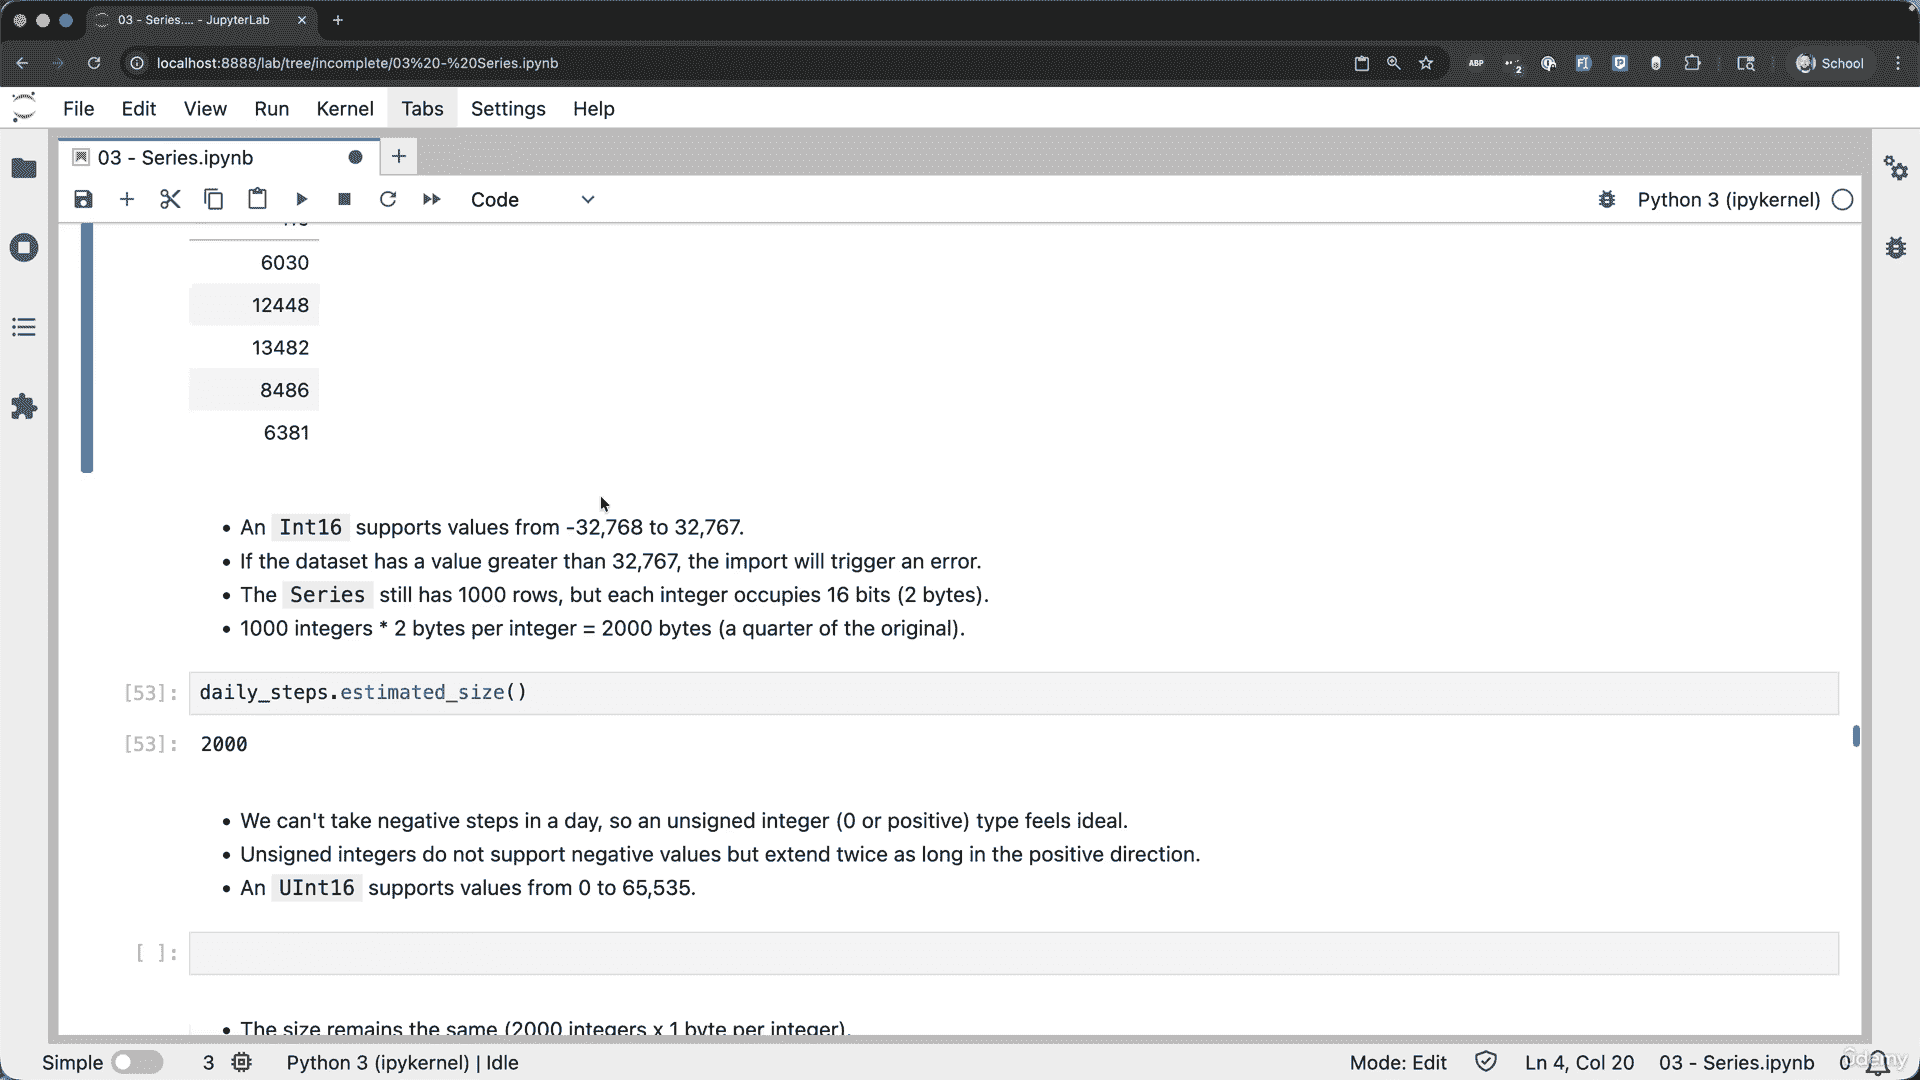 03 - Series.... - JupyterLab
localhost:8888/lab/tree/incomplete/03%20-%20Series.ipynb
ABP
2
School
File Edit View Run Kernel Tabs Settings Help
03 - Series.ipynb
Code
Python 3 (ipykernel)
6030
12448
13482
8486
6381
• An Int16 supports values from -32,768 to 32,767.
• If the dataset has a value greater than 32,767, the import will trigger an error.
• The Series still has 1000 rows, but each integer occupies 16 bits (2 bytes).
• 1000 integers * 2 bytes per integer = 2000 bytes (a quarter of the original).
[53]: daily_steps.estimated_size()
[53]: 2000
• We can't take negative steps in a day, so an unsigned integer (0 or positive) type feels ideal.
• Unsigned integers do not support negative values but extend twice as long in the positive direction.
• An UInt16 supports values from 0 to 65,535.
[ ]:
• The size remains the same (2000 integers x 1 byte per integer).
Simple 3 Python 3 (ipykernel) | Idle Mode: Edit Ln 4, Col 20 03 - Series.ipynb 0
udemy